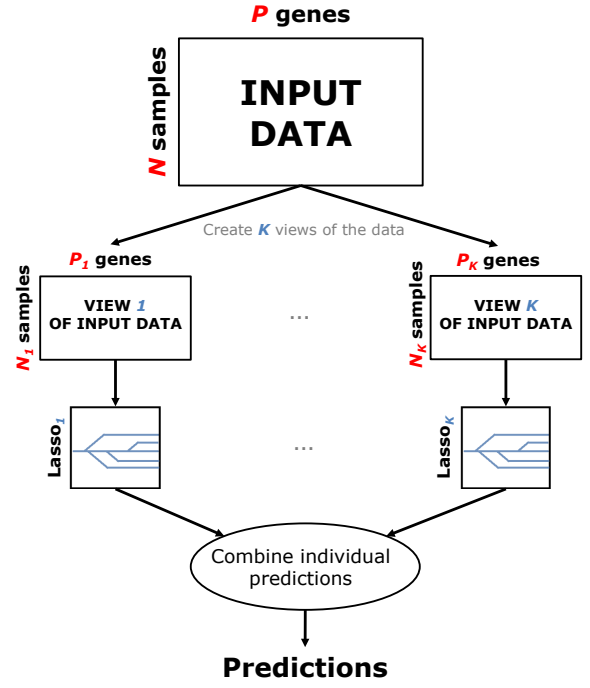 P genes
N samples
INPUT
DATA
Create K views of the data
P1 genes
PK genes
N1 samples
VIEW 1
OF INPUT DATA
...
NK samples
VIEW K
OF INPUT DATA
Lasso1
...
LassoK
Combine individual
predictions
Predictions